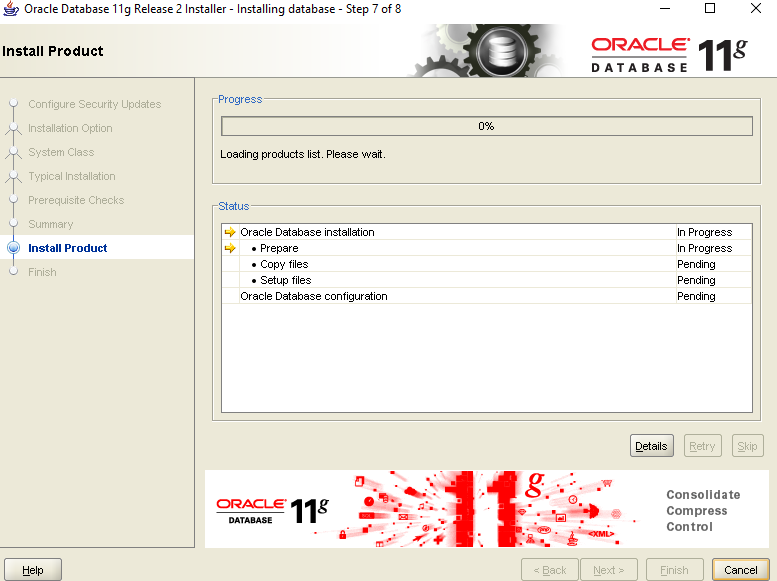 Oracle Database 11g Release 2 Installer - Installing database - Step 7 of 8
Install Product
ORACLE
DATABASE
11g
Configure Security Updates
Installation Option
System Class
Typical Installation
Prerequisite Checks
Summary
Install Product
Finish
Progress
0%
Loading products list. Please wait.
Status
Oracle Database installation In Progress
• Prepare In Progress
• Copy files Pending
• Setup files Pending
Oracle Database configuration Pending
Details Retry Skip
ORACLE
DATABASE
11g
11g
<XML>
Consolidate
Compress
Control
Help < Back Next > Finish Cancel